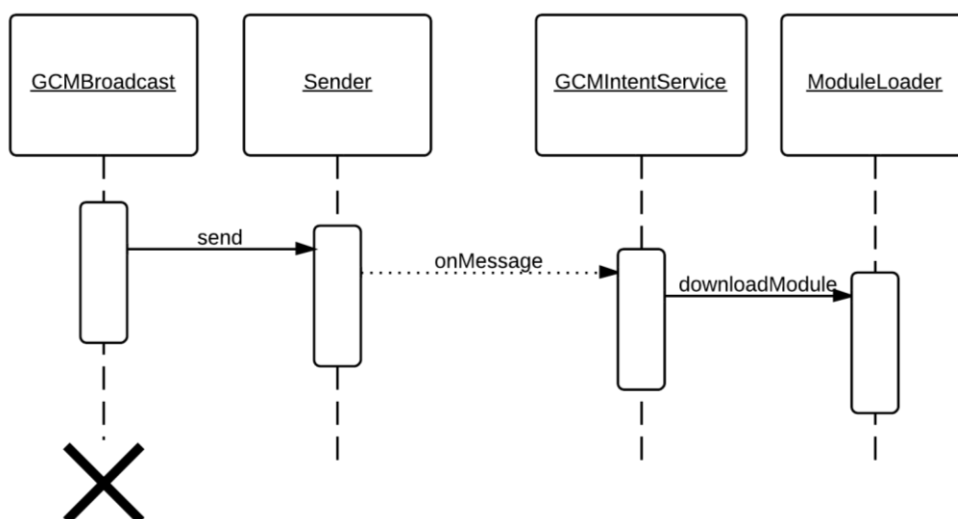 GCMBroadcast
Sender
GCMIntentService
ModuleLoader
send
onMessage
downloadModule